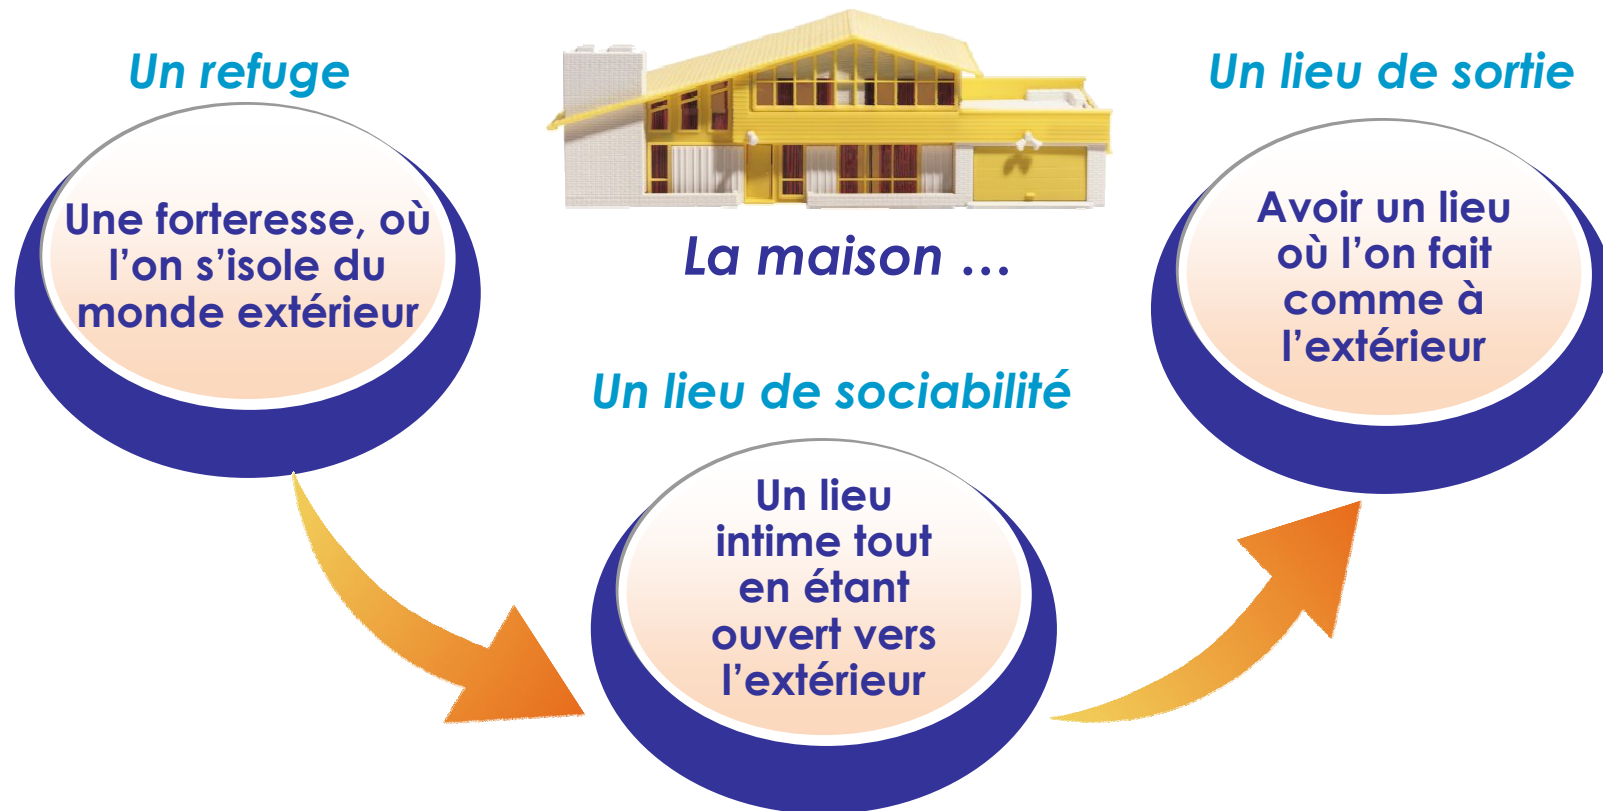 Un refuge
Une forteresse, où
l’on s’isole du
monde extérieur
La maison …
Un lieu de sociabilité
Un lieu
intime tout
en étant
ouvert vers
l’extérieur
Un lieu de sortie
Avoir un lieu
où l’on fait
comme à
l’extérieur